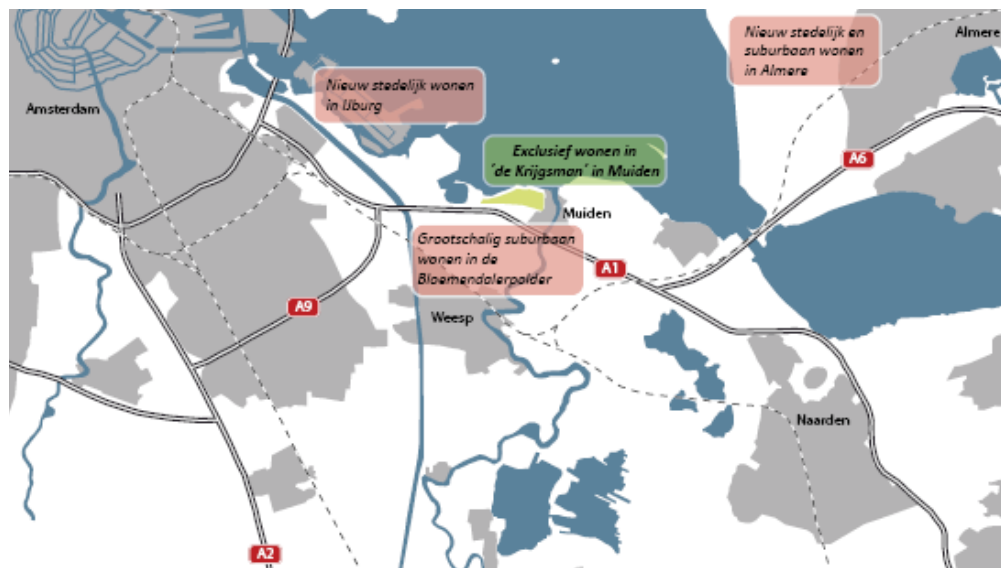 Nieuw stedelijk en
suburbaan wonen
in Almere
Almere
Nieuw stedelijk wonen
in IJburg
Amsterdam
Exclusief wonen in
'de Krijgsman' in Muiden
A6
Muiden
Grootschalig suburbaan
wonen in de
Bloemendalerpolder
A1
A9
Weesp
Naarden
A2